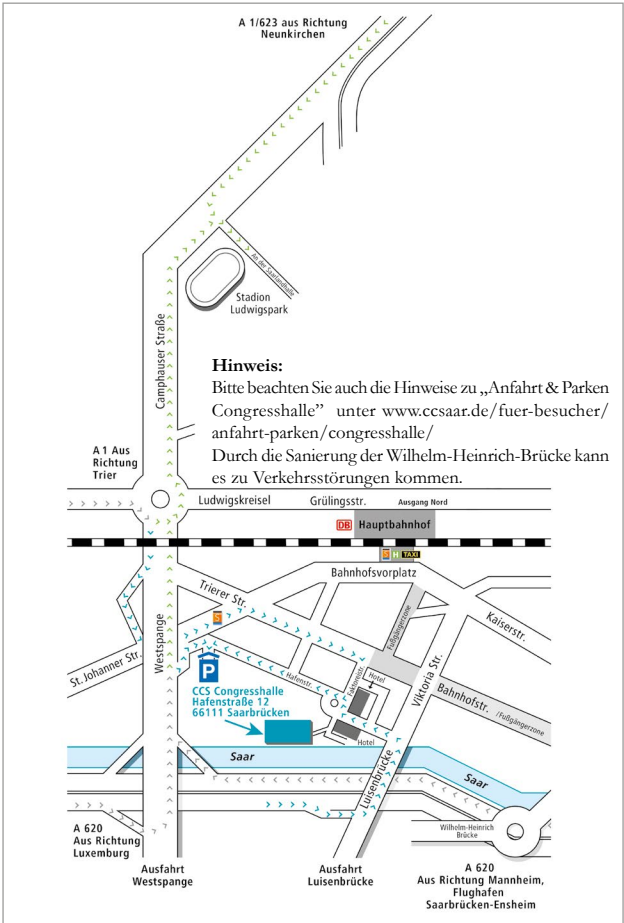 A 1/623 aus Richtung
Neunkirchen
An der Saarlandhalle
Stadion
Ludwigspark
Camphauser Straße
Hinweis:
Bitte beachten Sie auch die Hinweise zu „Anfahrt & Parken
Congresshalle” unter www.ccsaar.de/fuer-besucher/
anfahrt-parken/congresshalle/
Durch die Sanierung der Wilhelm-Heinrich-Brücke kann
es zu Verkehrsstörungen kommen.
A 1 Aus
Richtung
Trier
Ludwigskreisel
Grülingsstr.
Ausgang Nord
DB Hauptbahnhof
S H TAXI
Bahnhofsvorplatz
Trierer Str.
S
Fußgängerzone
Kaiserstr.
St. Johanner Str.
Westspange
P
Hafenstr.
Faktoreistr.
Hotel
Viktoria Str.
Bahnhofstr. /Fußgängerzone
CCS Congresshalle
Hafenstraße 12
66111 Saarbrücken
Hotel
Saar
Luisenbrücke
Saar
Wilhelm-Heinrich
Brücke
A 620
Aus Richtung
Luxemburg
Ausfahrt
Westspange
Ausfahrt
Luisenbrücke
A 620
Aus Richtung Mannheim,
Flughafen
Saarbrücken-Ensheim